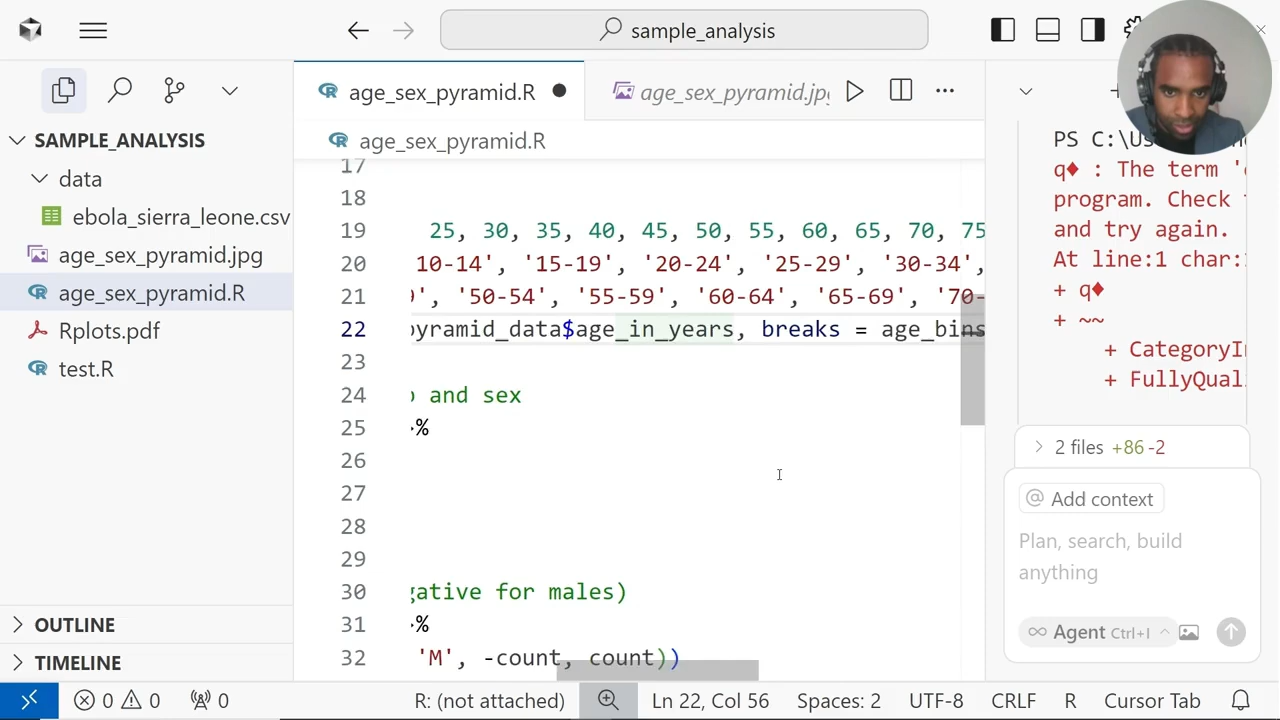 sample_analysis
age_sex_pyramid.R
age_sex_pyramid.jpg
SAMPLE_ANALYSIS
data
ebola_sierra_leone.csv
age_sex_pyramid.jpg
age_sex_pyramid.R
Rplots.pdf
test.R
OUTLINE
TIMELINE
age_sex_pyramid.R
17
18
19 25, 30, 35, 40, 45, 50, 55, 60, 65, 70, 75
20 10-14', '15-19', '20-24', '25-29', '30-34',
21 ', '50-54', '55-59', '60-64', '65-69', '70-
22 pyramid_data$age_in_years, breaks = age_bins
23
24 and sex
25 %
26
27
28
29
30 gative for males)
31 %
32 'M', -count, count))
PS C:\Us
q♦ : The term '
program. Check
and try again.
At line:1 char:
+ q♦
+ ~~
+ CategoryIn
+ FullyQual
2 files +86 -2
@ Add context
Plan, search, build
anything
∞ Agent Ctrl+I
0 0 0 R: (not attached) Ln 22, Col 56 Spaces: 2 UTF-8 CRLF R Cursor Tab